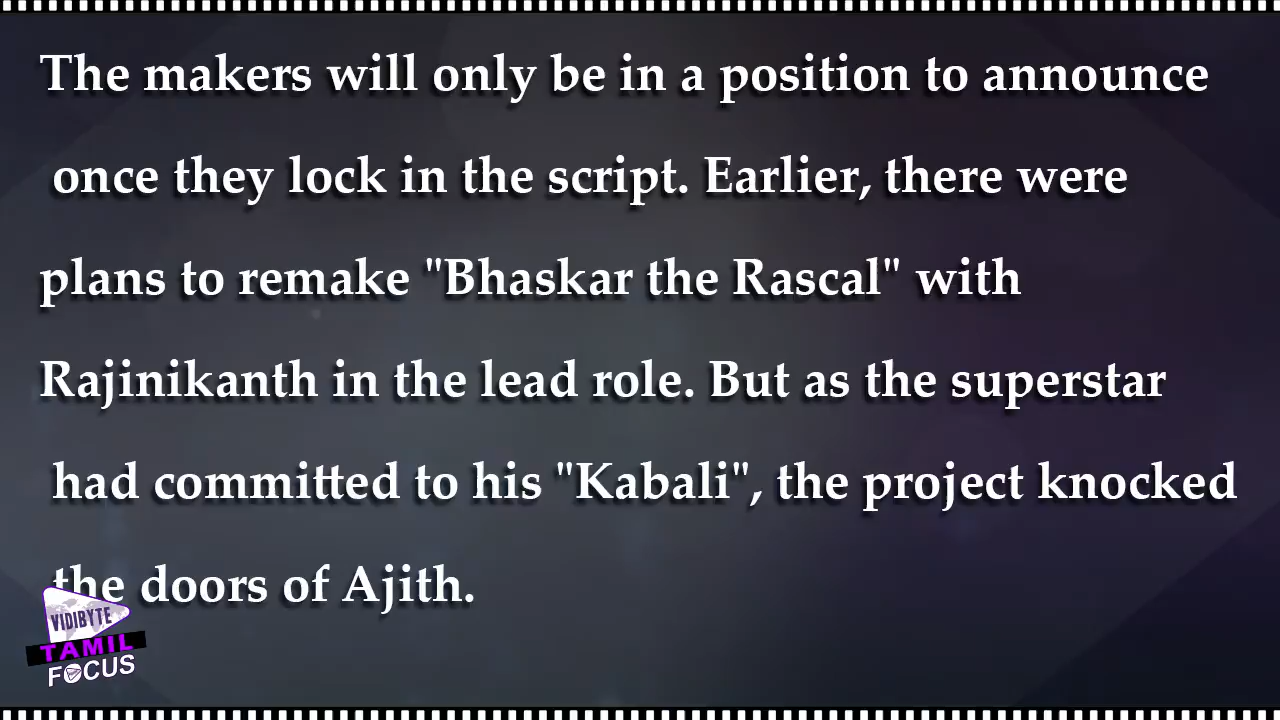 The makers will only be in a position to announce
once they lock in the script. Earlier, there were
plans to remake "Bhaskar the Rascal" with
Rajinikanth in the lead role. But as the superstar
had committed to his "Kabali", the project knocked
the doors of Ajith.
VIDIBYTE
TAMIL
FOCUS